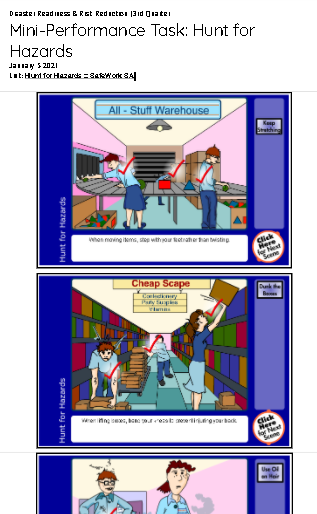 Disaster Readiness & Risk Reduction | 3rd Quarter
Mini-Performance Task: Hunt for
Hazards
January 5 2021
Link: Hunt for Hazards :: SafeWork SA
All - Stuff Warehouse
Keep
Stretching
Hunt for Hazards
When moving items, step with your feet rather than twisting.
Click
Here
for Next
Scene
Cheap Scape
Confectionery
Party Supplies
Videos
Dunk the
Boxes
Hunt for Hazards
When lifting boxes, bend your knees to prevent injuring your back.
Click
Here
for Next
Scene
Use Oil
on Hair